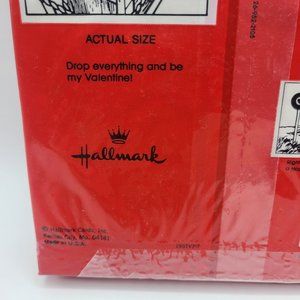 ACTUAL SIZE
Drop everything and be
my Valentine!
Hallmark
© Hallmark Cards, Inc.
Kansas City, Mo. 64141
Made in U.S.A.